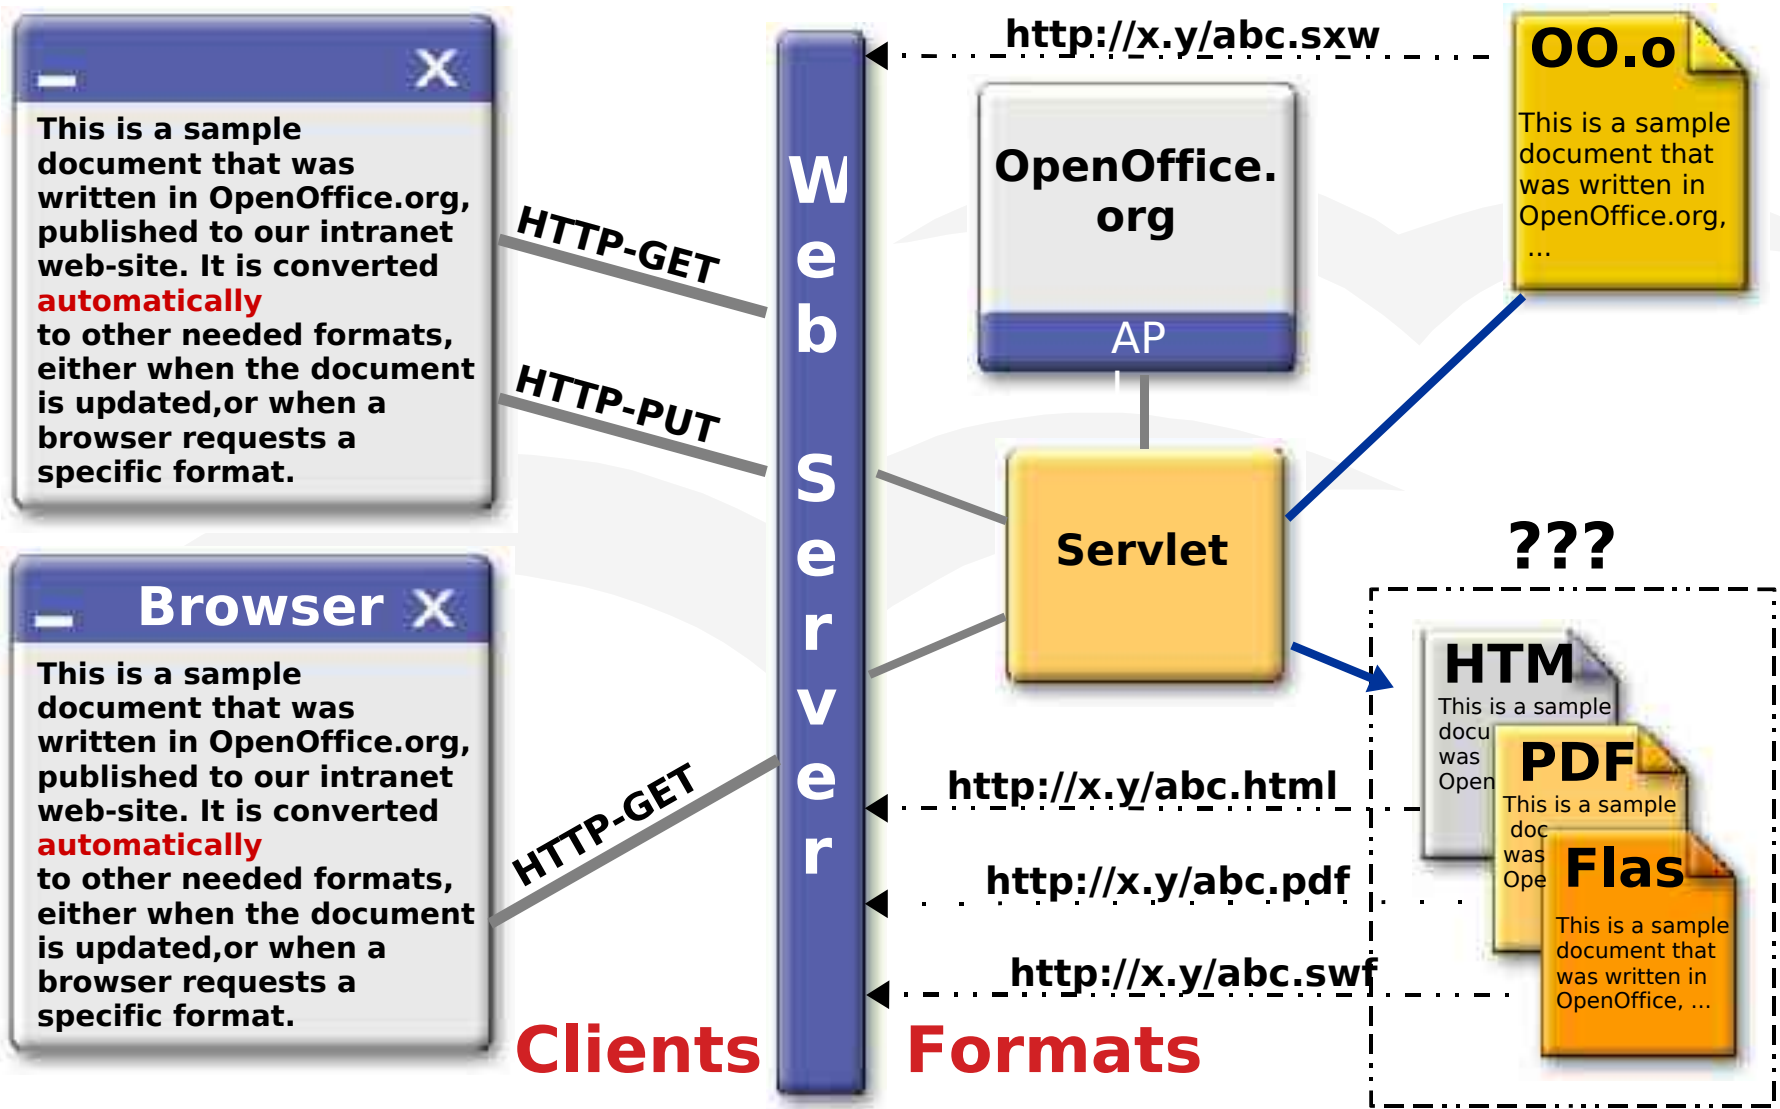 X
This is a sample
document that was
written in OpenOffice.org,
published to our intranet
web-site. It is converted
automatically
to other needed formats,
either when the document
is updated,or when a
browser requests a
specific format.
Browser X
This is a sample
document that was
written in OpenOffice.org,
published to our intranet
web-site. It is converted
automatically
to other needed formats,
either when the document
is updated,or when a
browser requests a
specific format.
HTTP-GET
HTTP-PUT
HTTP-GET
Clients
W
e
b
S
e
r
v
e
r
Formats
http://x.y/abc.sxw
OpenOffice.
org
AP
I
Servlet
OO.o
This is a sample
document that
was written in
OpenOffice.org,
...
???
http://x.y/abc.html
http://x.y/abc.pdf
http://x.y/abc.swf
HTM
This is a sample
docu
was
Open
PDF
This is a sample
doc
was
Ope
Flas
This is a sample
document that
was written in
OpenOffice, ...